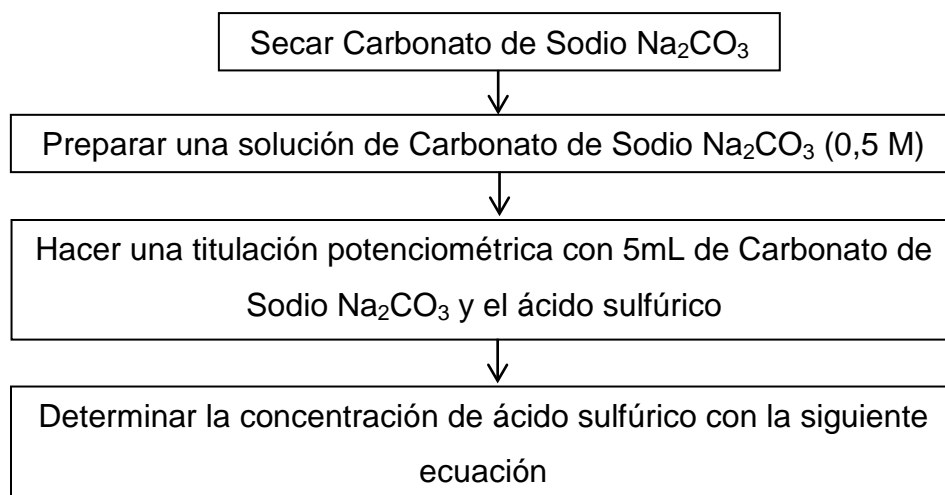 Secar Carbonato de Sodio Na₂CO₃
Preparar una solución de Carbonato de Sodio Na₂CO₃ (0,5 M)
Hacer una titulación potenciométrica con 5mL de Carbonato de
Sodio Na₂CO₃ y el ácido sulfúrico
Determinar la concentración de ácido sulfúrico con la siguiente
ecuación